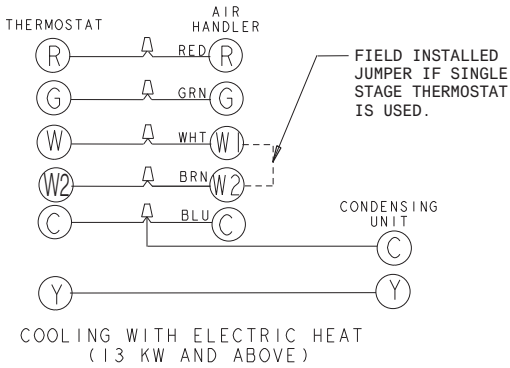 THERMOSTAT
AIR
HANDLER
R RED R
G GRN G
W WHT W1
W2 BRN W2
C BLU C
FIELD INSTALLED
JUMPER IF SINGLE
STAGE THERMOSTAT
IS USED.
CONDENSING
UNIT
C
Y Y
COOLING WITH ELECTRIC HEAT
(13 KW AND ABOVE)